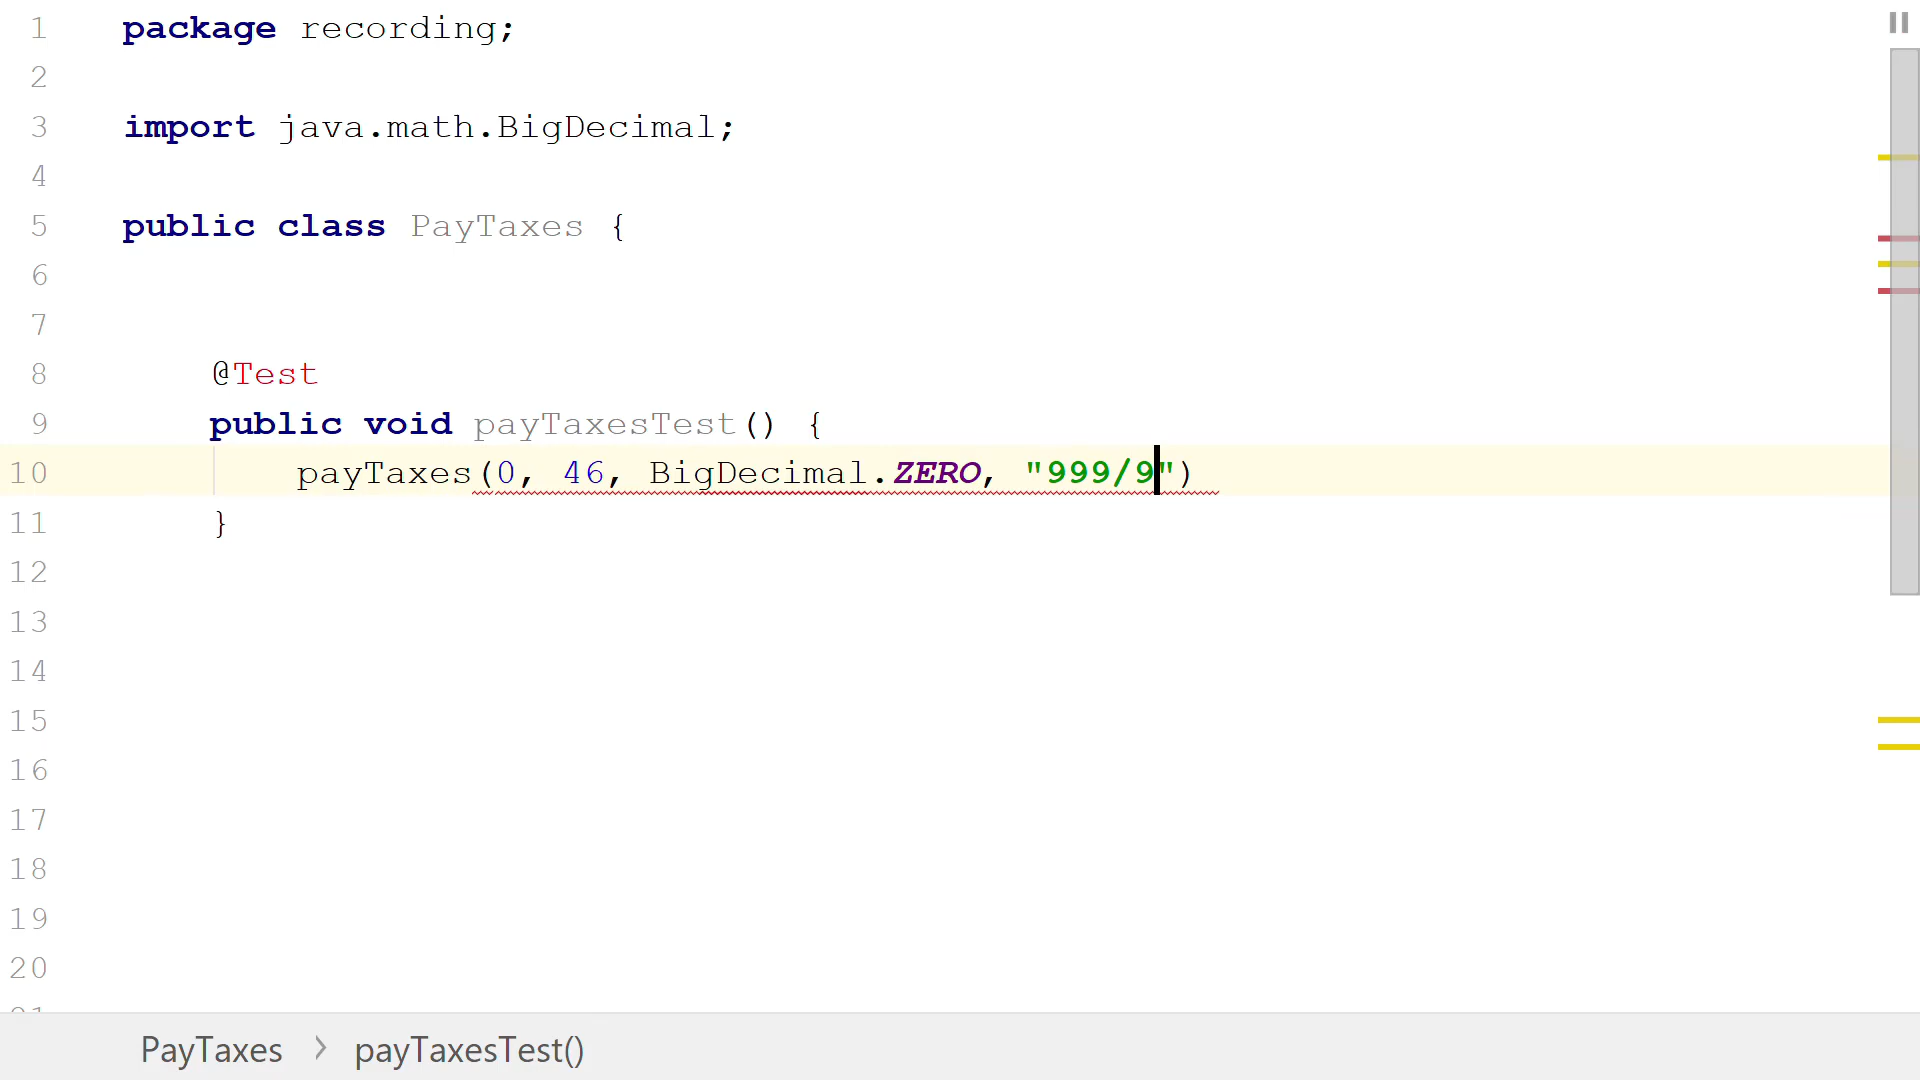 1 package recording;
2
3 import java.math.BigDecimal;
4
5 public class PayTaxes {
6
7
8 @Test
9 public void payTaxesTest() {
10 payTaxes(0, 46, BigDecimal.ZERO, "999/9")
11 }
12
13
14
15
16
17
18
19
20
PayTaxes > payTaxesTest()